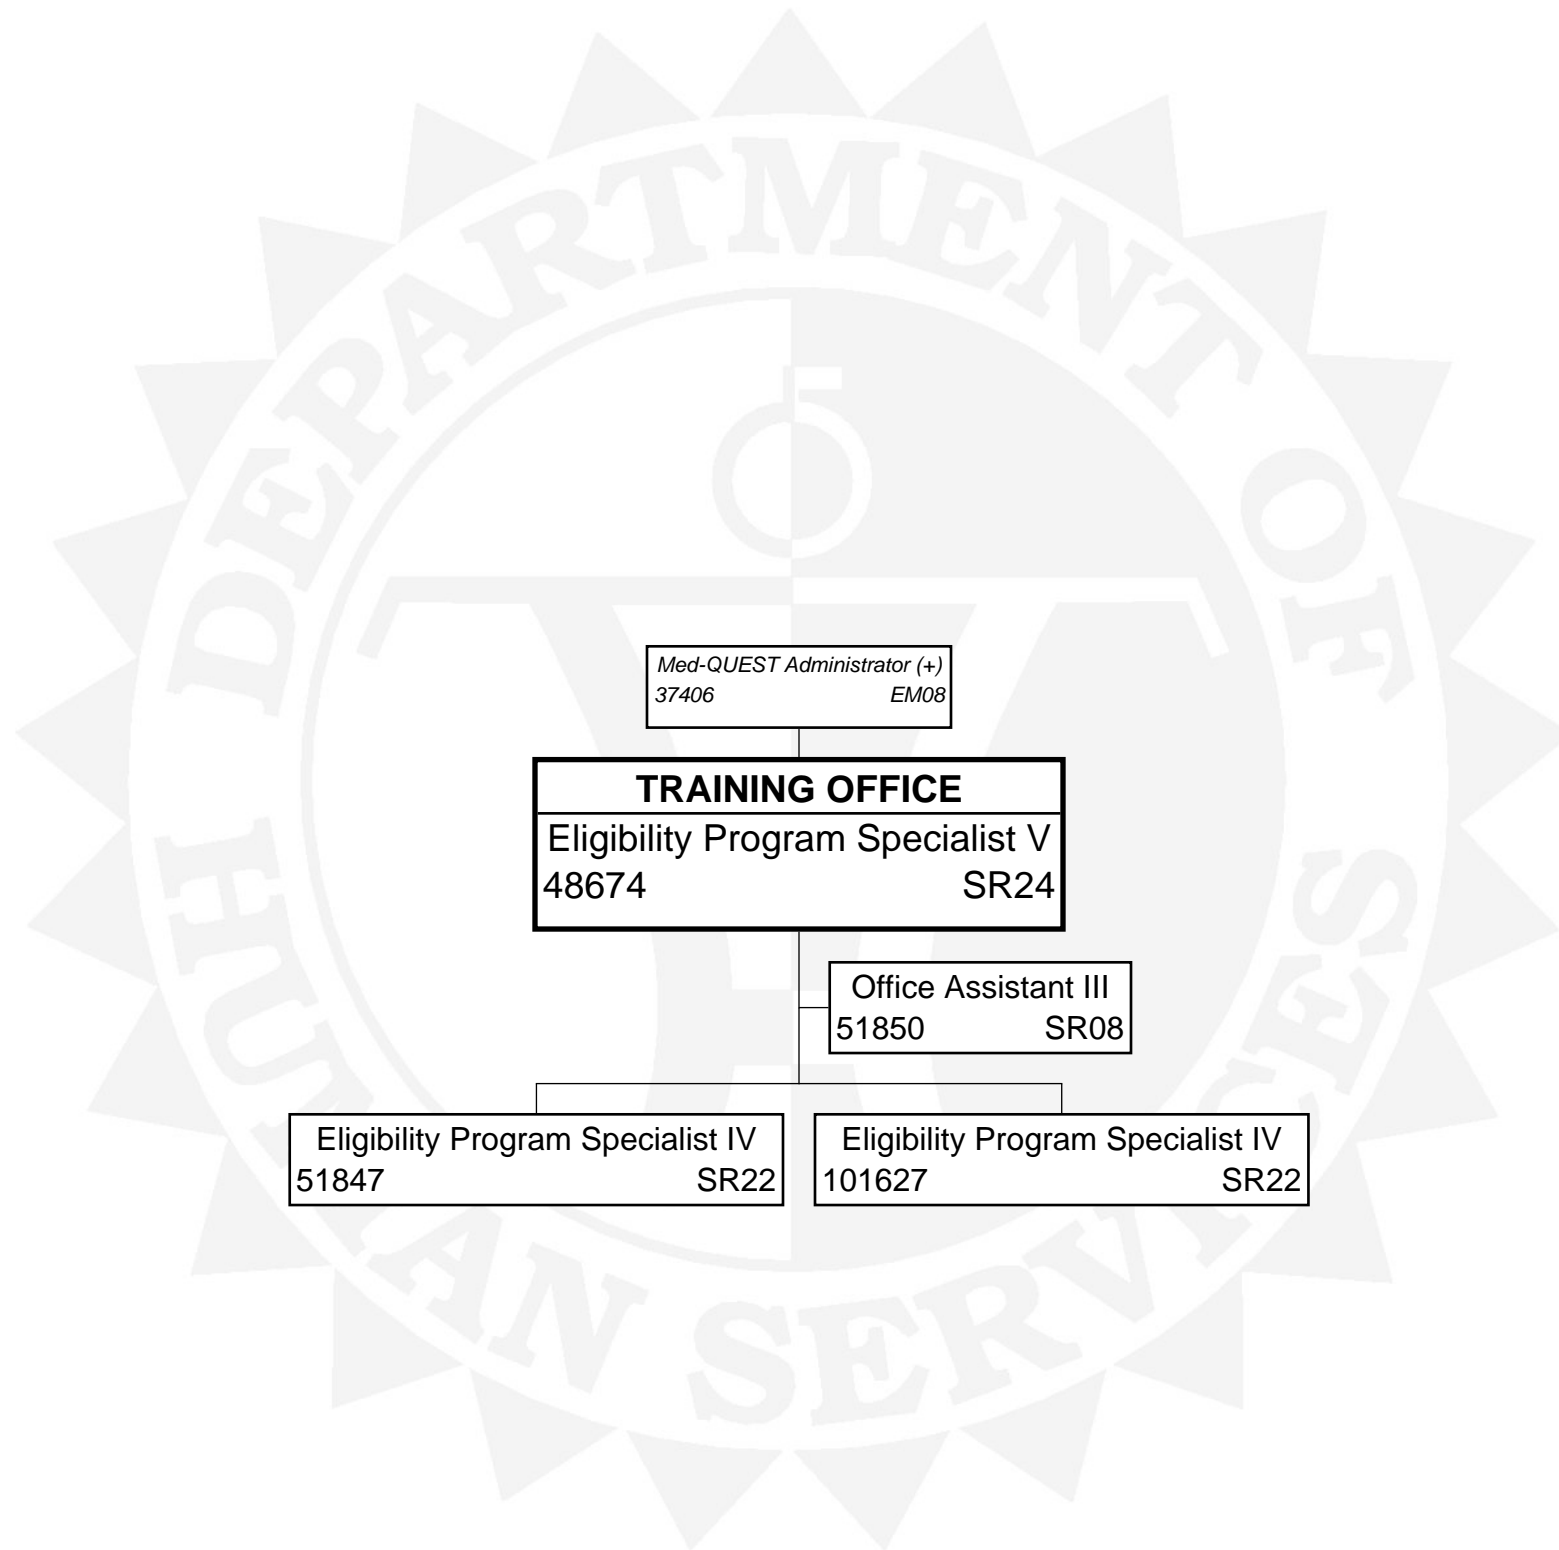 DEPARTMENT OF
HUMAN SERVICES
Med-QUEST Administrator (+)
37406 EM08
TRAINING OFFICE
Eligibility Program Specialist V
48674 SR24
Office Assistant III
51850 SR08
Eligibility Program Specialist IV
51847 SR22
Eligibility Program Specialist IV
101627 SR22